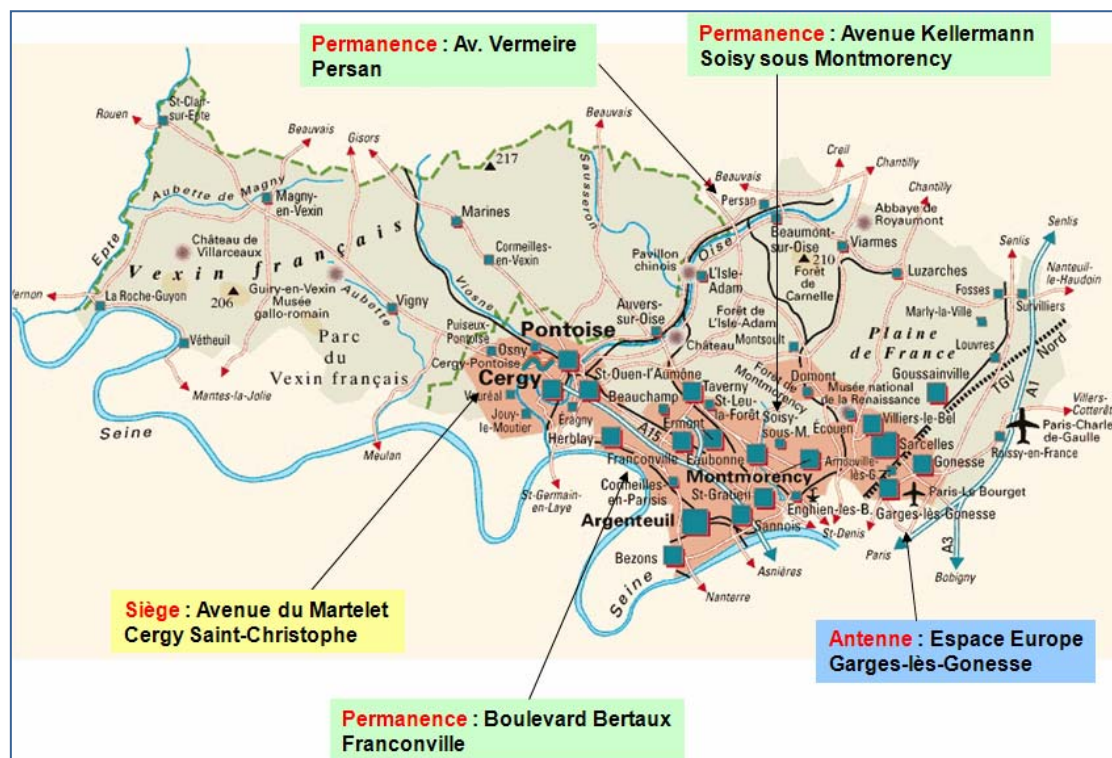 Permanence : Av. Vermeire
Persan
Permanence : Avenue Kellermann
Soisy sous Montmorency
Rouen
St-Clair-
sur-Epte
Beauvais
Gisors
217
Beauvais
Sausseron
Beauvais
Creil
Chantilly
Chantilly
Persan
Abbaye de
Royaumont
Senlis
Senlis
Aubette de Magny
Magny-
en-Vexin
Marines
Oise
Beaumont-
sur-Oise
Viarmes
Epte
Château de
Villarceaux
Vexin français
Cormeilles-
en-Vexin
Pavillon
chinois
L'Isle-
Adam
210
Forêt
de Carnelle
Luzarches
Nanteuil-
le-Haudoin
Vernon
La Roche-Guyon
206
Guiry-en-Vexin
Musée
gallo-romain
Aubette
Vigny
Viosne
Auvers-
sur-Oise
Forêt de
L'Isle-Adam
Fosses
Marly-la-Ville
Survilliers
Vétheuil
Parc
du
Vexin français
Puiseux-
Pontoise
Osny
Pontoise
Château
Montsoult
Plaine
de France
Louvres
Nord
TGV
A1
Cergy-Pontoise
Cergy
St-Ouen-l'Aumône
Taverny
Forêt de
Montmorency
Domont
Musée national
de la Renaissance
Goussainville
Villers-
Cotterêt
Mantes-la-Jolie
Vauréal
Jouy-
le-Moutier
Eragny
Beauchamp
St-Leu-
la-Forêt
Soisy-
sous-M.
Écouen
Villiers-le-Bel
Paris-Charles
de-Gaulle
Seine
Meulan
Herblay
A15
Ermont
Franconville
Eaubonne
Sarcelles
Roissy-en-France
Arnouville-
lès-G.
Gonesse
St-Germain-
en-Laye
Cormeilles-
en-Parisis
Montmorency
St-Gratien
Enghien-les-B.
Paris-Le Bourget
Garges-lès-Gonesse
Argenteuil
Sannois
St-Denis
Paris
A3
Bezons
Asnières
Bobigny
Seine
Nanterre
Siège : Avenue du Martelet
Cergy Saint-Christophe
Antenne : Espace Europe
Garges-lès-Gonesse
Permanence : Boulevard Bertaux
Franconville